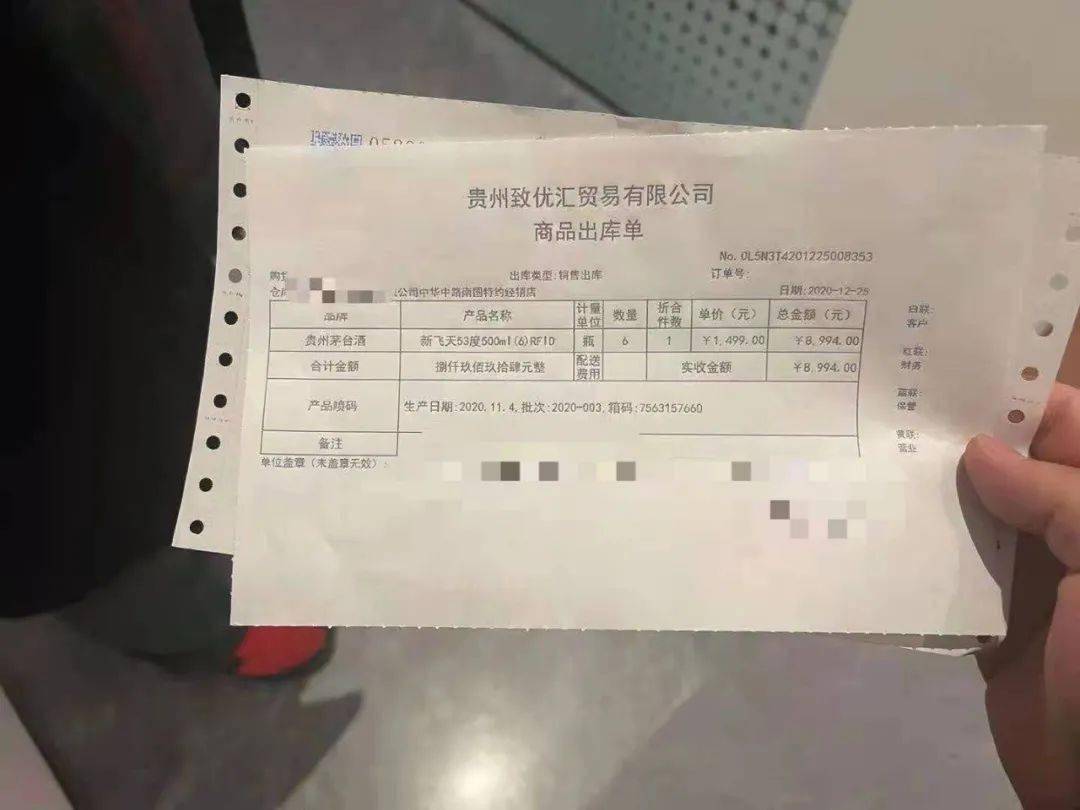 贵州致优汇贸易有限公司
商品出库单
No.OL5N3T4201225008353
出库类型:销售出库 订单号:
公司中华中路南国特约经销店 日期:2020-12-25
品牌 产品名称 计量单位 数量 折合件数 单价（元） 总金额（元）
贵州茅台酒 新飞天53度500ml(6)RFID 瓶 6 1 ￥1,499.00 ￥8,994.00
合计金额 捌仟玖佰玖拾肆元整 配送费用 实收金额 ￥8,994.00
产品喷码 生产日期:2020.11.4,批次:2020-003,箱码:7563157660
备注
单位盖章（未盖章无效）:
白联:
客户
红联:
财务
蓝联:
保管
黄联:
营业